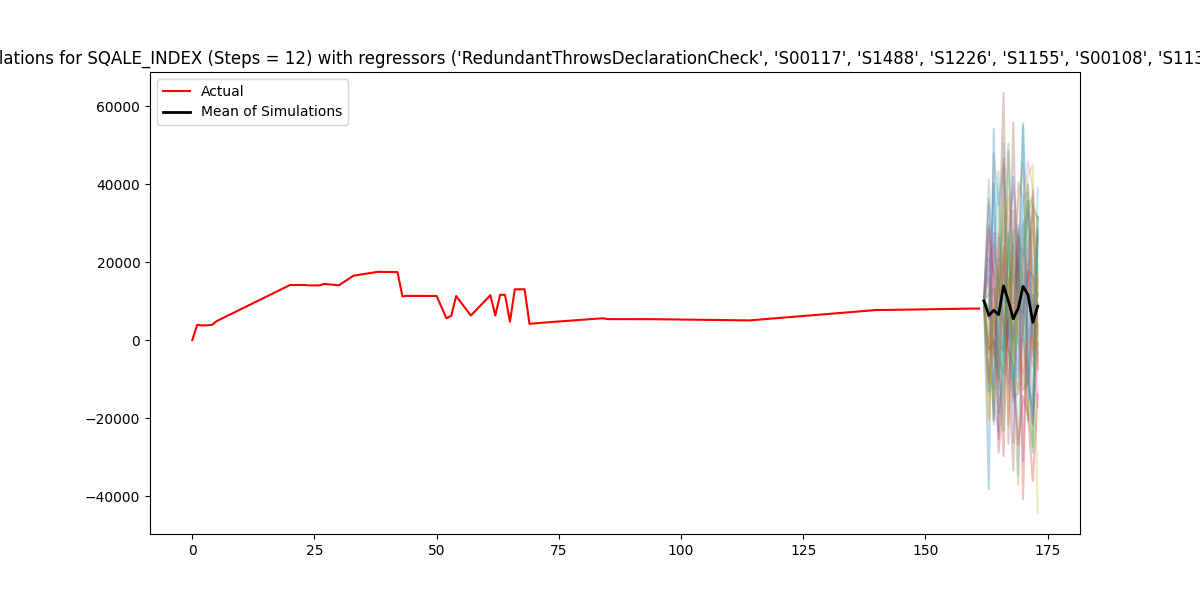 lations for SQALE_INDEX (Steps = 12) with regressors ('RedundantThrowsDeclarationCheck', 'S00117', 'S1488', 'S1226', 'S1155', 'S00108', 'S113
Actual
Mean of Simulations
60000
40000
20000
0
−20000
−40000
0 25 50 75 100 125 150 175